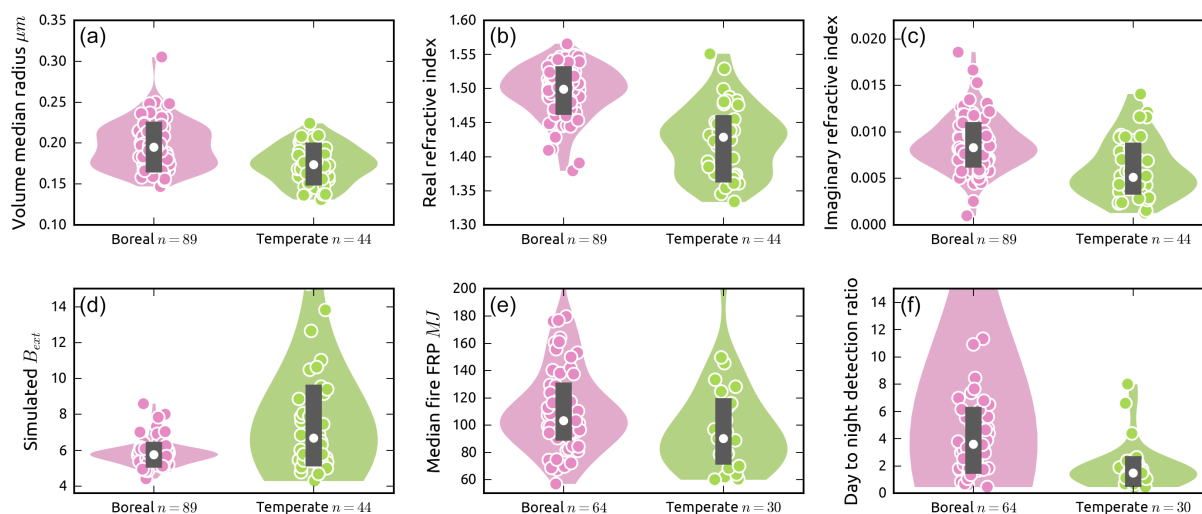 (a)
Volume median radius μm
0.35
0.30
0.25
0.20
0.15
0.10
Boreal n = 89
Temperate n = 44
(b)
Real refractive index
1.60
1.55
1.50
1.45
1.40
1.35
1.30
Boreal n = 89
Temperate n = 44
(c)
Imaginary refractive index
0.020
0.015
0.010
0.005
0.000
Boreal n = 89
Temperate n = 44
(d)
Simulated B_ext
14
12
10
8
6
4
Boreal n = 89
Temperate n = 44
(e)
Median fire FRP MJ
200
180
160
140
120
100
80
60
Boreal n = 64
Temperate n = 30
(f)
Day to night detection ratio
14
12
10
8
6
4
2
0
Boreal n = 64
Temperate n = 30